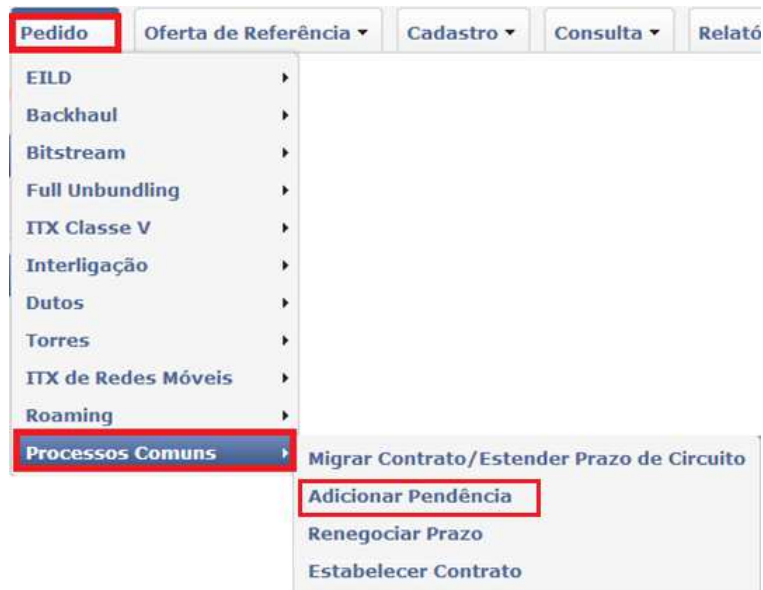 Pedido Oferta de Referência Cadastro Consulta Relató
EILD
Backhaul
Bitstream
Full Unbundling
ITX Classe V
Interligação
Dutos
Torres
ITX de Redes Móveis
Roaming
Processos Comuns
Migrar Contrato/Estender Prazo de Circuito
Adicionar Pendência
Renegociar Prazo
Estabelecer Contrato